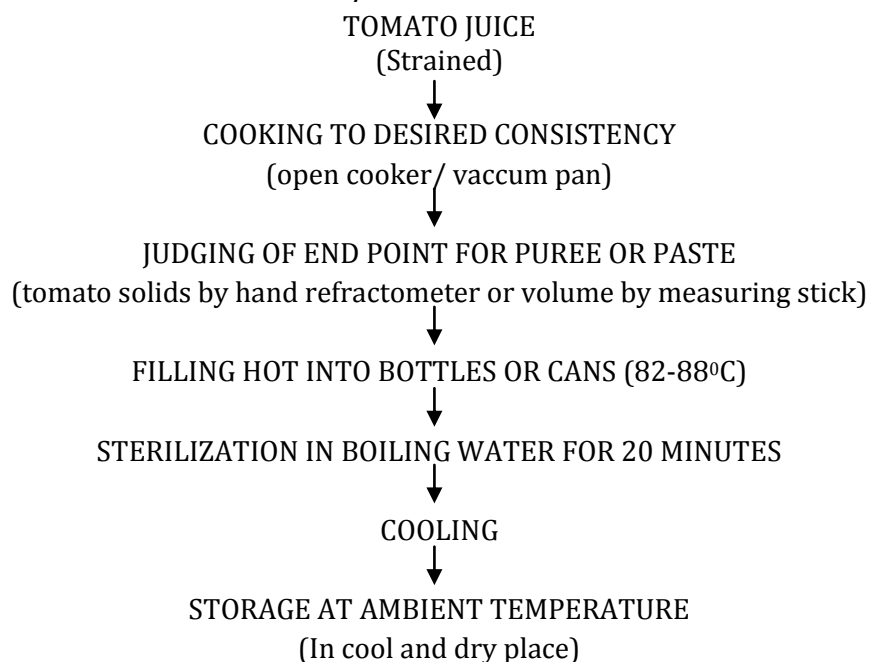 TOMATO JUICE
(Strained)
COOKING TO DESIRED CONSISTENCY
(open cooker/ vaccum pan)
JUDGING OF END POINT FOR PUREE OR PASTE
(tomato solids by hand refractometer or volume by measuring stick)
FILLING HOT INTO BOTTLES OR CANS (82-88⁰C)
STERILIZATION IN BOILING WATER FOR 20 MINUTES
COOLING
STORAGE AT AMBIENT TEMPERATURE
(In cool and dry place)